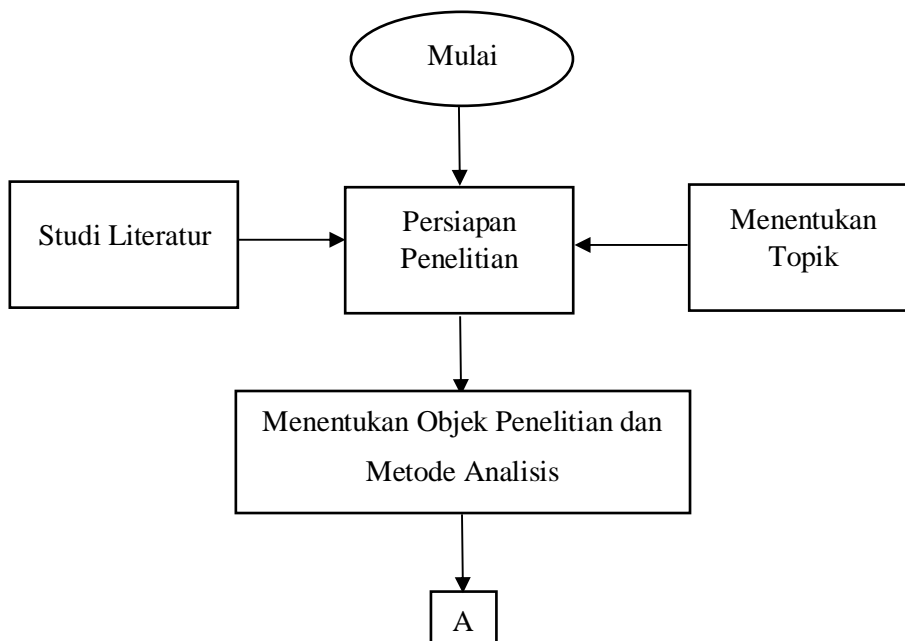 Mulai
Studi Literatur
Persiapan
Penelitian
Menentukan
Topik
Menentukan Objek Penelitian dan
Metode Analisis
A